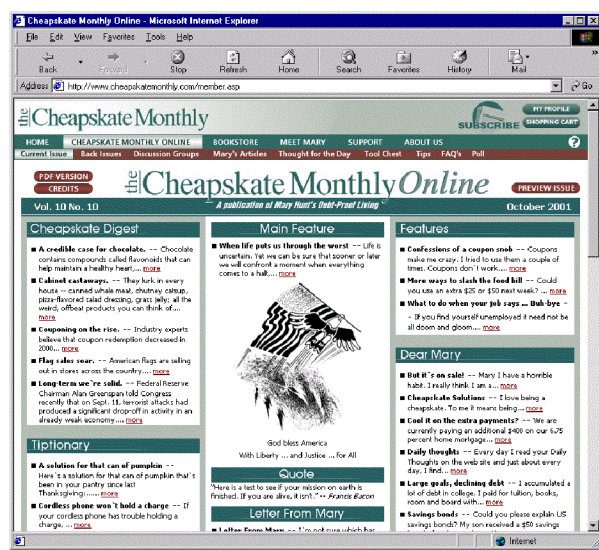 Cheapskate Monthly Online - Microsoft Internet Explorer
File Edit View Favorites Tools Help
Back Forward Stop Refresh Home Search Favorites History Mail
Address http://www.cheapskatemonthly.com/member.asp Go
the Cheapskate Monthly
SUBSCRIBE
MY PROFILE
SHOPPING CART
HOME CHEAPSKATE MONTHLY ONLINE BOOKSTORE MEET MARY SUPPORT ABOUT US ?
Current Issue Back Issues Discussion Groups Mary's Articles Thought for the Day Tool Chest Tips FAQ's Poll
PDF VERSION
CREDITS
the Cheapskate Monthly Online
PREVIEW ISSUE
Vol. 10 No. 10 A publication of Mary Hunt's Debt-Proof Living October 2001
Cheapskate Digest
A credible case for chocolate. -- Chocolate
contains compounds called flavonoids that can
help maintain a healthy heart,... more
Cabinet castaways. -- They lurk in every
house -- canned whale meat, chutney catsup,
pizza-flavored salad dressing, grass jelly; all the
weird, offbeat products you can think of...
more
Couponing on the rise. -- Industry experts
believe that coupon redemption decreased in
2000... more
Flag sales soar. -- American flags are selling
out in stores across the country.... more
Long-term we're solid. -- Federal Reserve
Chairman Alan Greenspan told Congress
recently that on Sept. 11, terrorist attacks had
produced a significant drop-off in activity in an
already weak economy.... more
Tiptionary
A solution for that can of pumpkin --
Here`s a solution for that can of pumpkin that`s
been in your pantry since last
Thanksgiving: ...... more
Cordless phone won`t hold a charge -- If
your cordless phone has trouble holding a
charge, ... more
Main Feature
When life puts us through the worst -- Life is
uncertain. Yet we can be sure that sooner or later
we will confront a moment when everything
comes to a halt,... more
God bless America
With Liberty ... and Justice ... For All
Quote
"Here is a test to see if your mission on earth is
finished. If you are alive, it isn't." -- Francis Bacon
Letter From Mary
Letter From Mary -- I`m not sure which has
Features
Confessions of a coupon snob -- Coupons
make me crazy. I tried to use them a couple of
times. Coupons don`t work.... more
More ways to slash the food bill -- Could
you use an extra $25 or $50 next week? ... more
What to do when your job says ... Buh-bye -
- If you find yourself unemployed it need not be
all doom and gloom.... more
Dear Mary
But it`s on sale! -- Mary I have a horrible
habit. I really think I am a... more
Cheapskate Solutions -- I love being a
cheapskate. To me it means being... more
Cool it on the extra payments? -- We are
currently paying an additional $400 on our 6.75
percent home mortgage... more
Daily thoughts -- Every day I read your Daily
Thoughts on the web site and just about every
day, I find... more
Large goals, declining debt -- I accumulated a
lot of debt in college. I paid for tuition, books,
room and board with... more
Savings bonds -- Could you please explain US
savings bonds? My son received a $50 savings
Internet